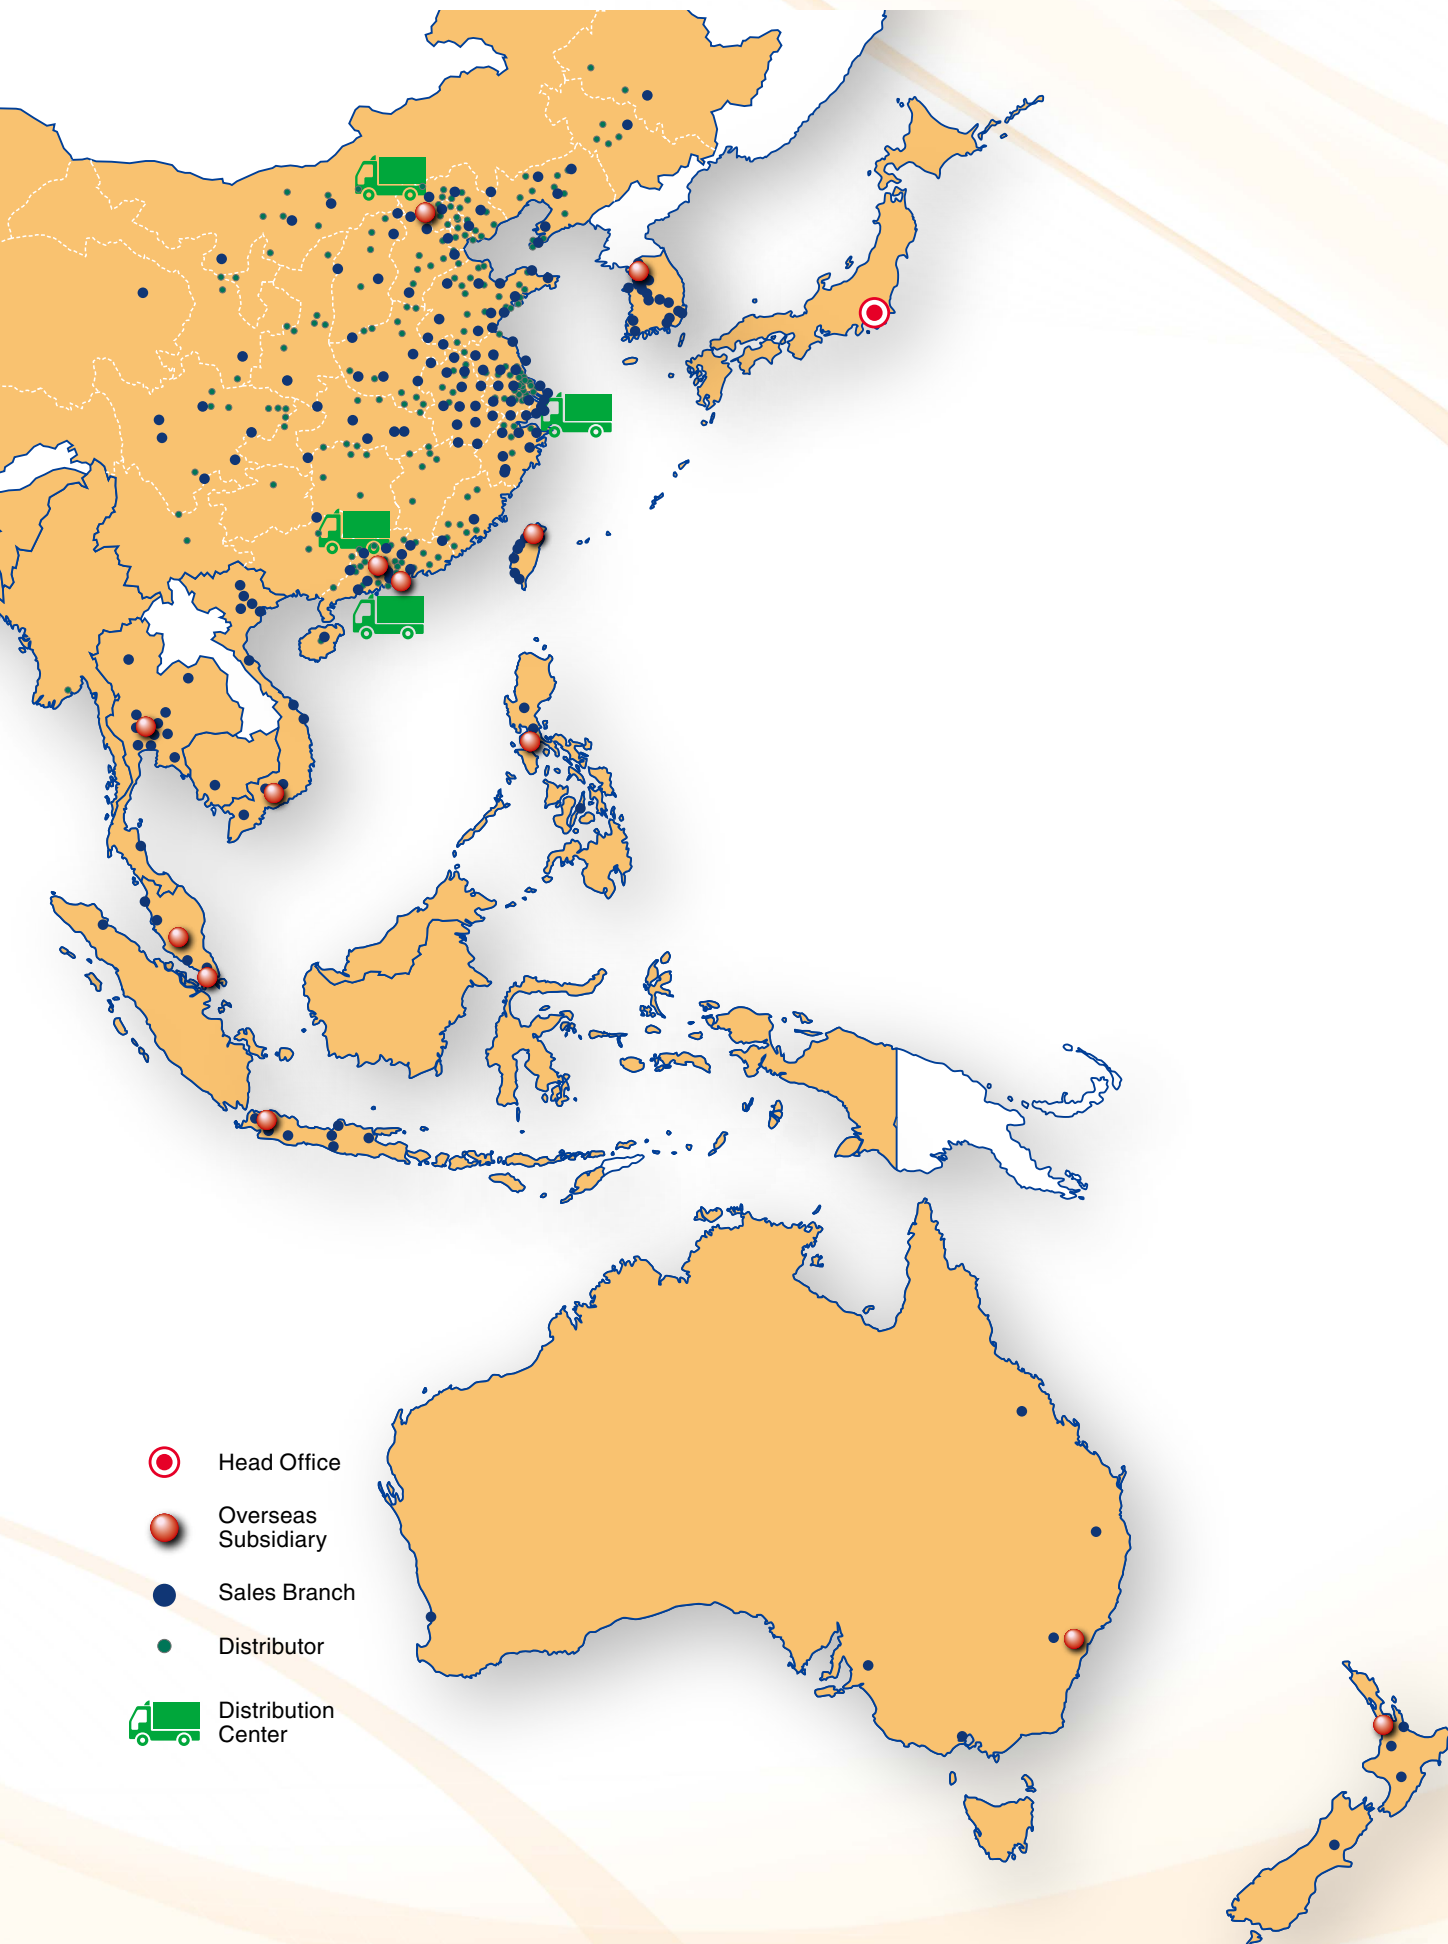 Head Office
Overseas
Subsidiary
Sales Branch
Distributor
Distribution
Center